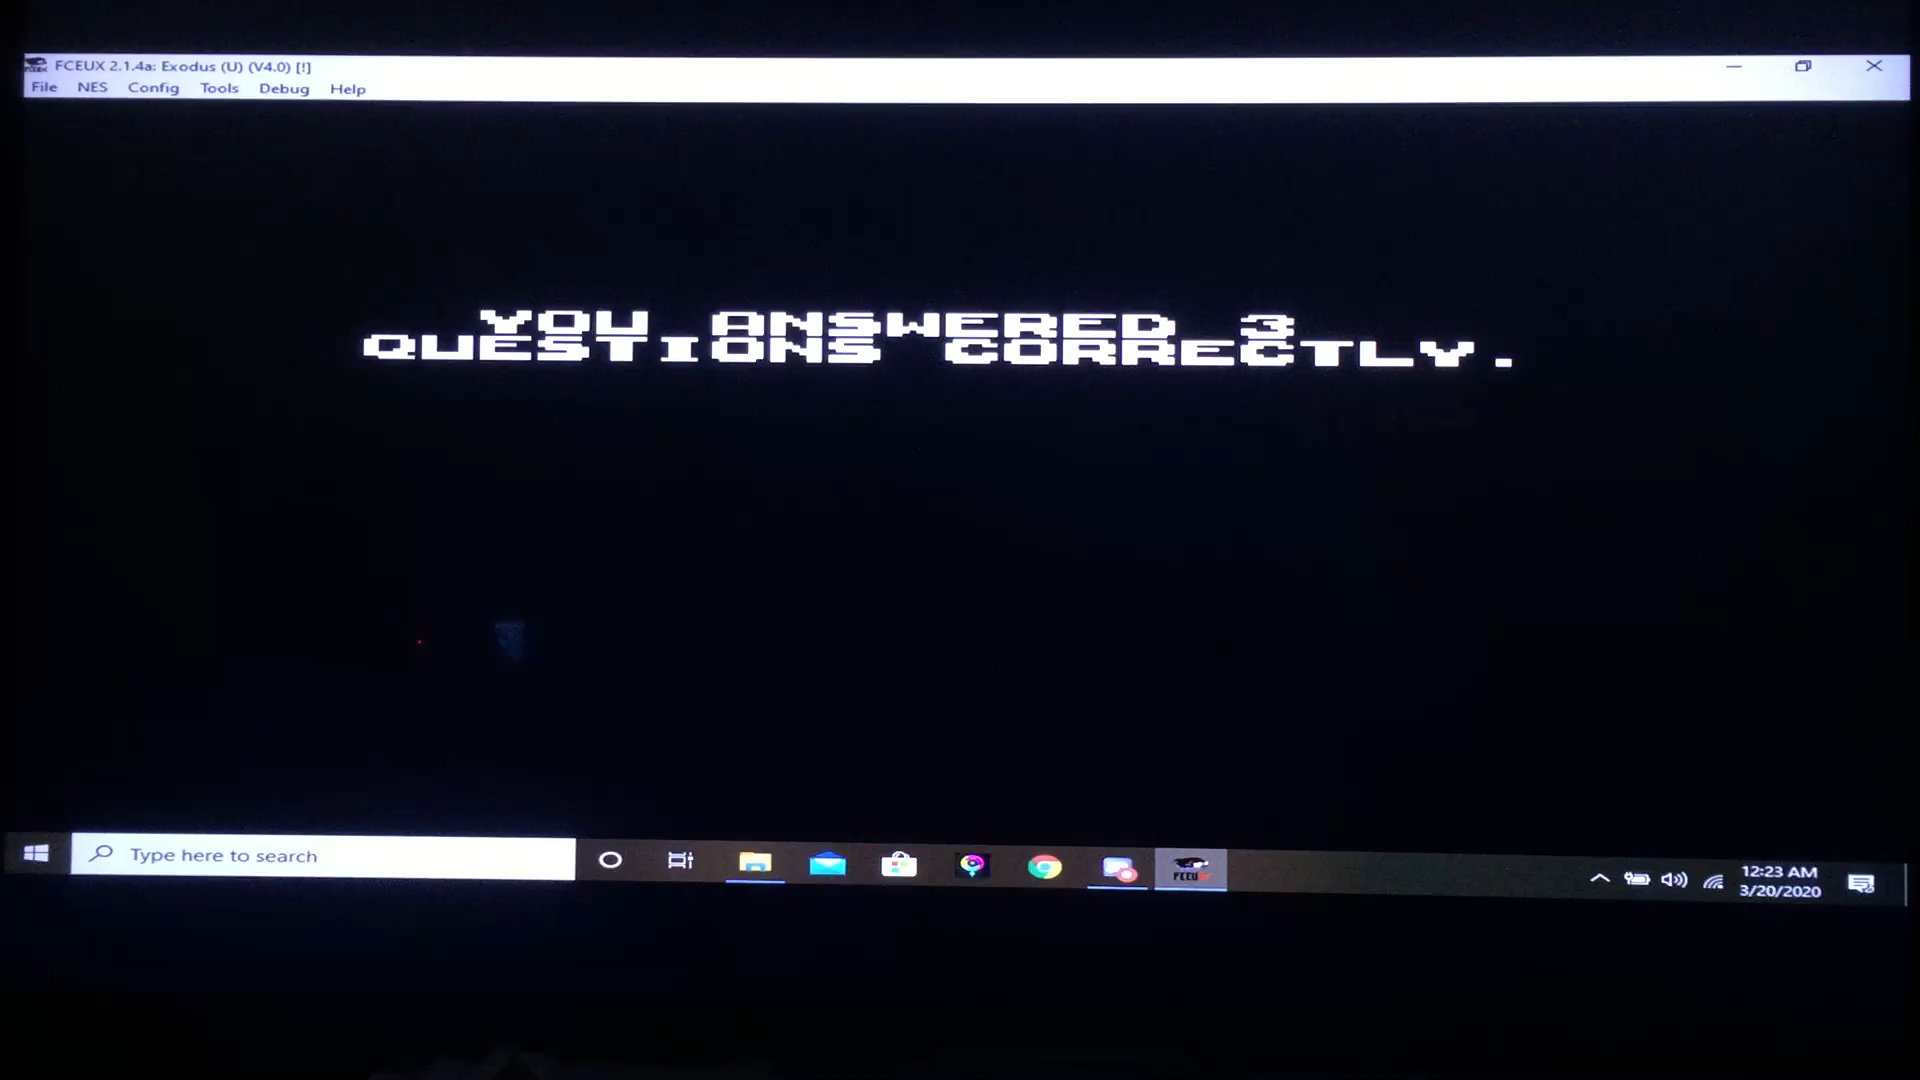 FCEUX 2.1.4a: Exodus (U) (V4.0) [!]
File NES Config Tools Debug Help
YOU ANSWERED 3
QUESTIONS CORRECTLY.
Type here to search
FCEUX
12:23 AM
3/20/2020